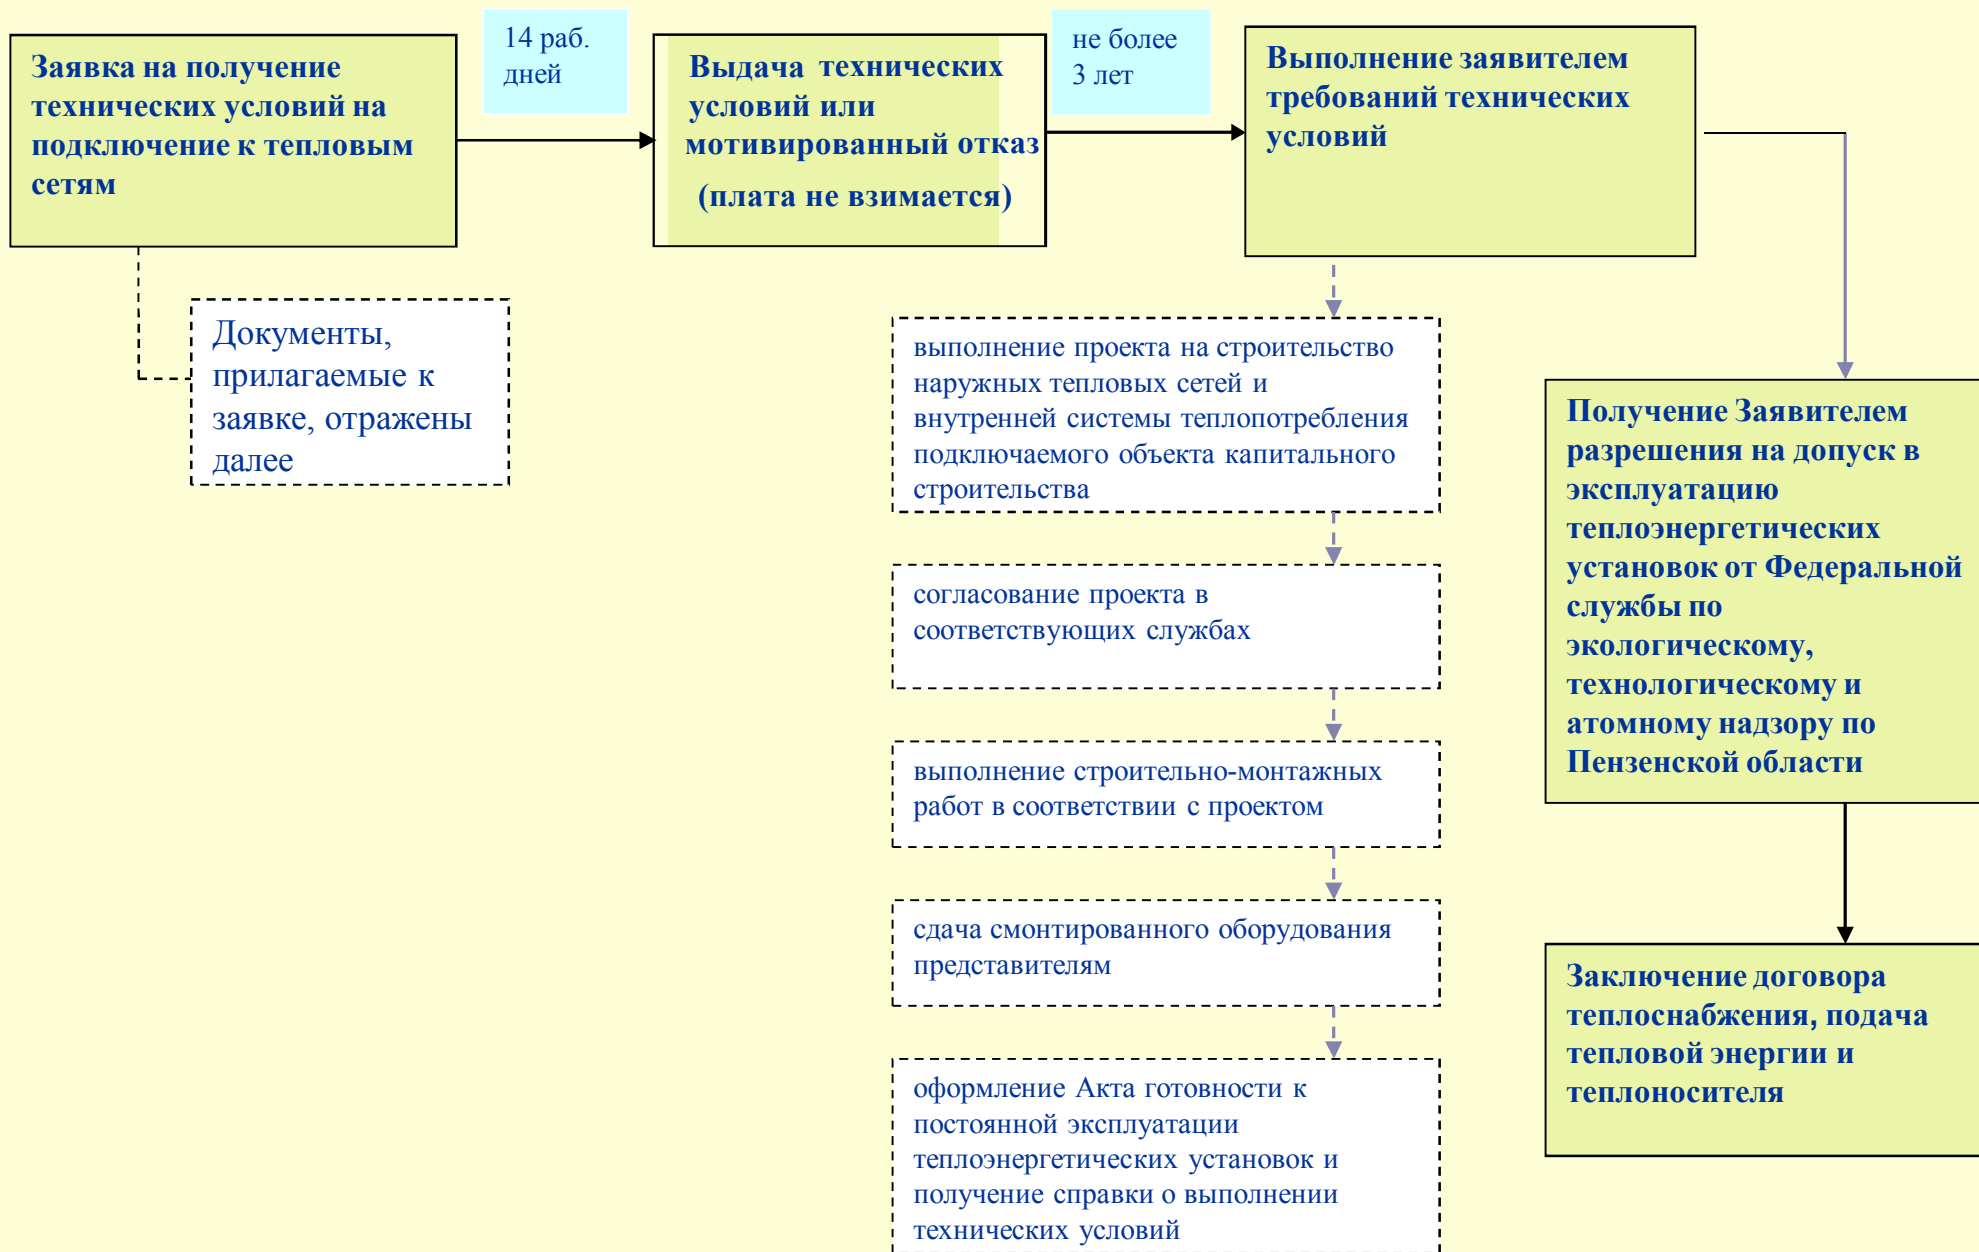 Заявка на получение
технических условий на
подключение к тепловым
сетям
14 раб.
дней
Выдача технических
условий или
мотивированный отказ
(плата не взимается)
не более
3 лет
Выполнение заявителем
требований технических
условий
Документы,
прилагаемые к
заявке, отражены
далее
выполнение проекта на строительство
наружных тепловых сетей и
внутренней системы теплопотребления
подключаемого объекта капитального
строительства
согласование проекта в
соответствующих службах
выполнение строительно-монтажных
работ в соответствии с проектом
сдача смонтированного оборудования
представителям
оформление Акта готовности к
постоянной эксплуатации
теплоэнергетических установок и
получение справки о выполнении
технических условий
Получение Заявителем
разрешения на допуск в
эксплуатацию
теплоэнергетических
установок от Федеральной
службы по
экологическому,
технологическому и
атомному надзору по
Пензенской области
Заключение договора
теплоснабжения, подача
тепловой энергии и
теплоносителя